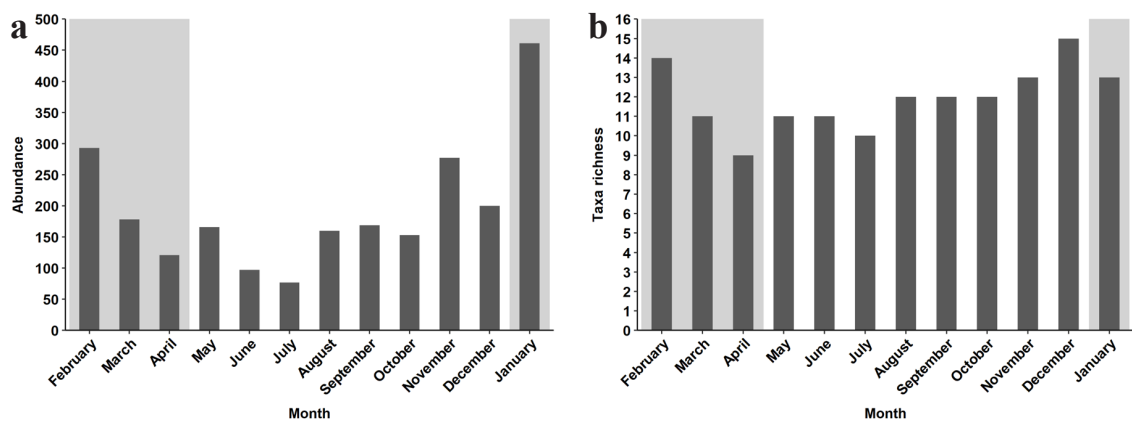 a
500
450
400
350
300
250
200
150
100
50
0
Abundance
February
March
April
May
June
July
August
September
October
November
December
January
Month
b
16
15
14
13
12
11
10
9
8
7
6
5
4
3
2
1
0
Taxa richness
February
March
April
May
June
July
August
September
October
November
December
January
Month